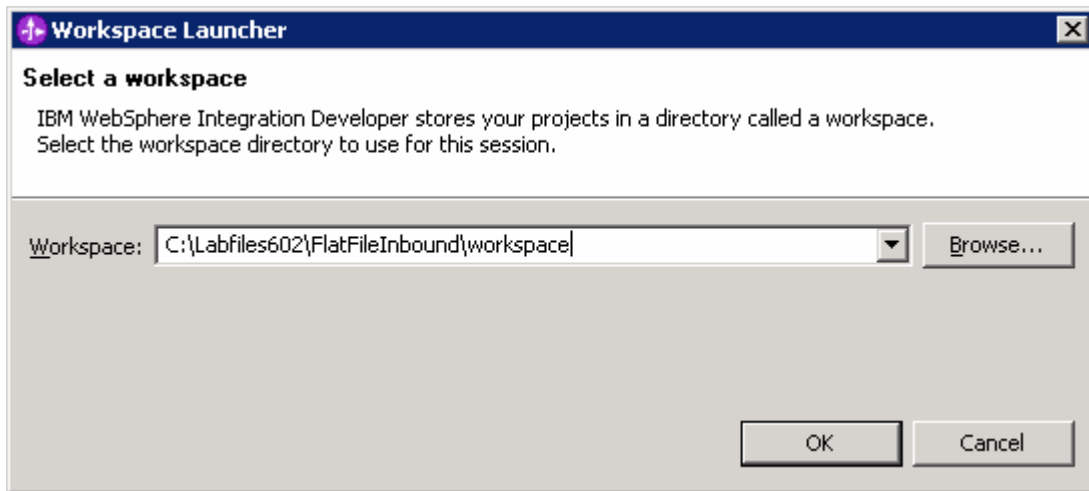 Workspace Launcher
Select a workspace
IBM WebSphere Integration Developer stores your projects in a directory called a workspace.
Select the workspace directory to use for this session.
Workspace: C:\Labfiles602\FlatFileInbound\workspace Browse...
OK Cancel